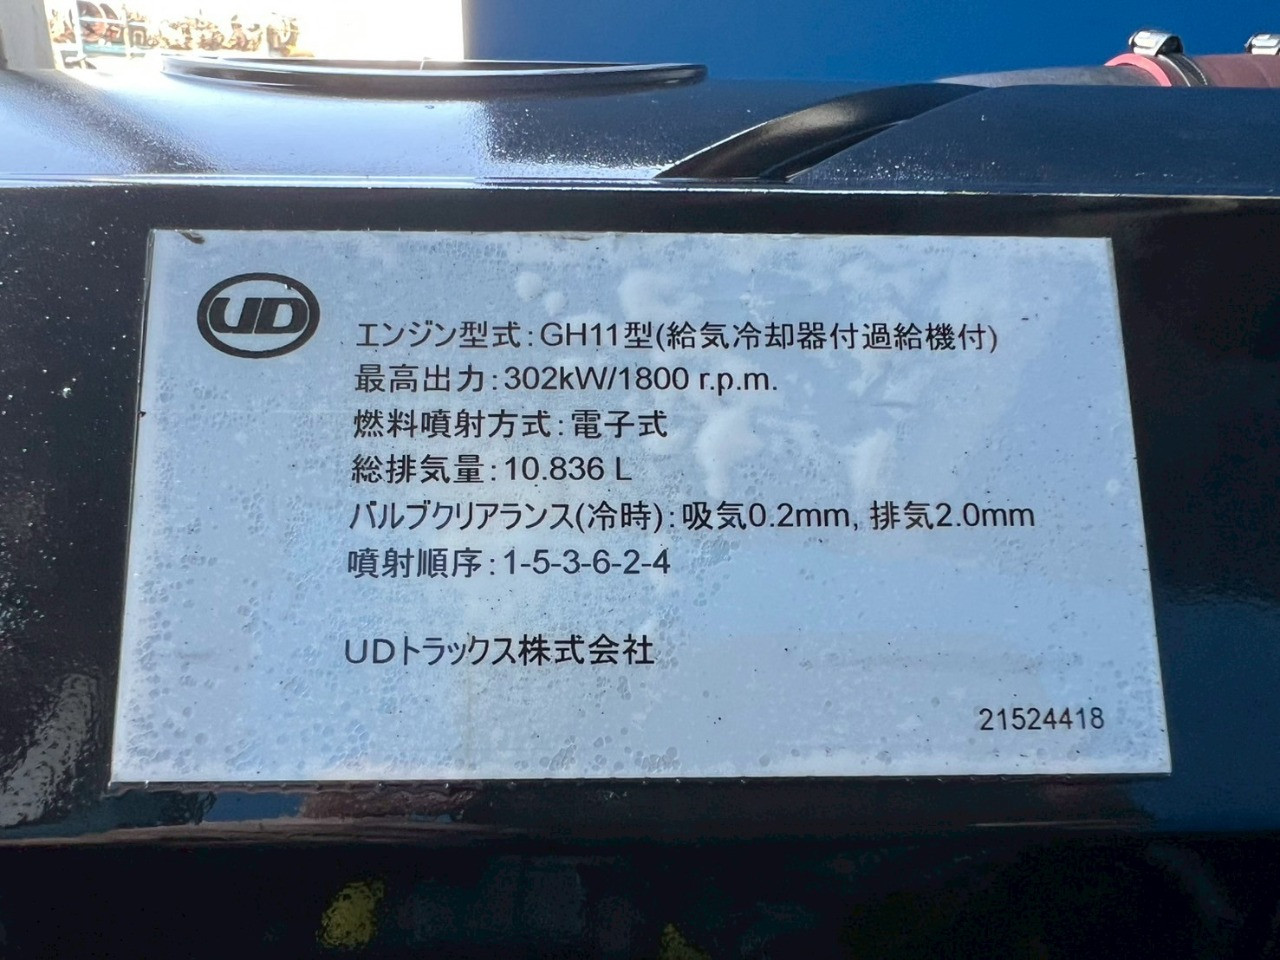 UD
エンジン型式:GH11型(給気冷却器付過給機付)
最高出力:302kW/1800 r.p.m.
燃料噴射方式:電子式
総排気量:10.836 L
バルブクリアランス(冷時):吸気0.2mm, 排気2.0mm
噴射順序:1-5-3-6-2-4
UDトラックス株式会社
21524418